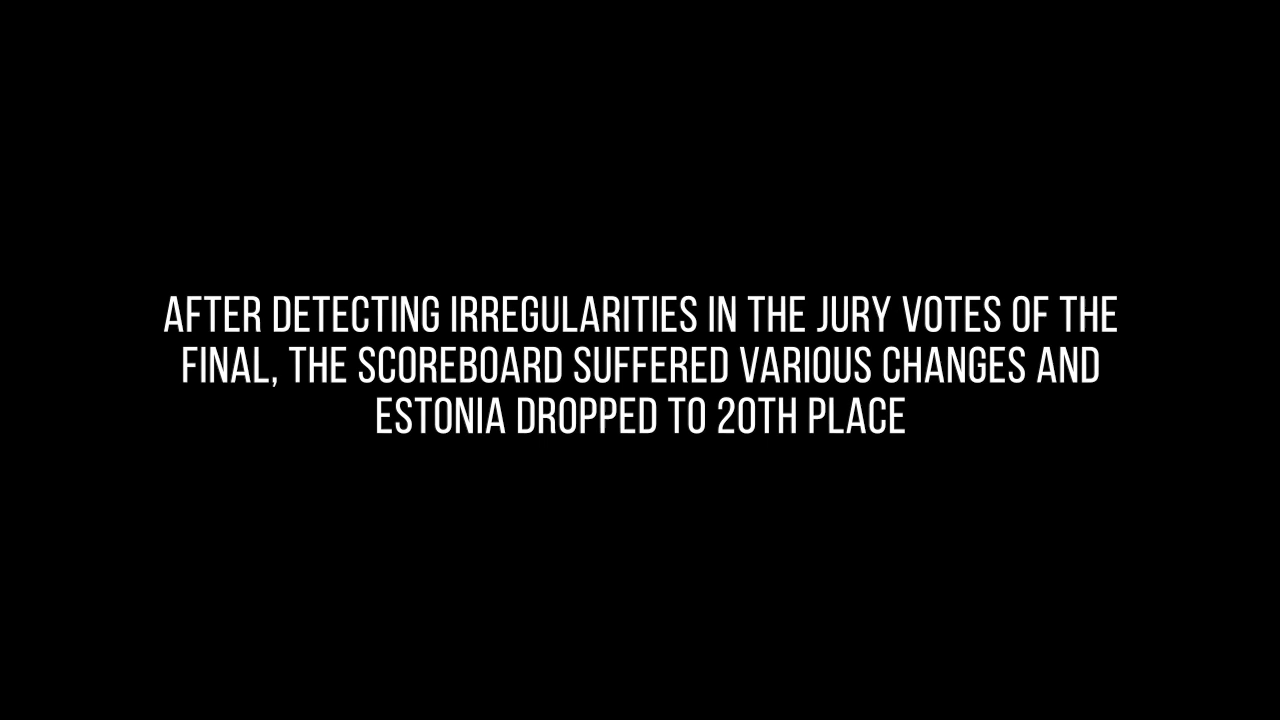 AFTER DETECTING IRREGULARITIES IN THE JURY VOTES OF THE
FINAL, THE SCOREBOARD SUFFERED VARIOUS CHANGES AND
ESTONIA DROPPED TO 20TH PLACE